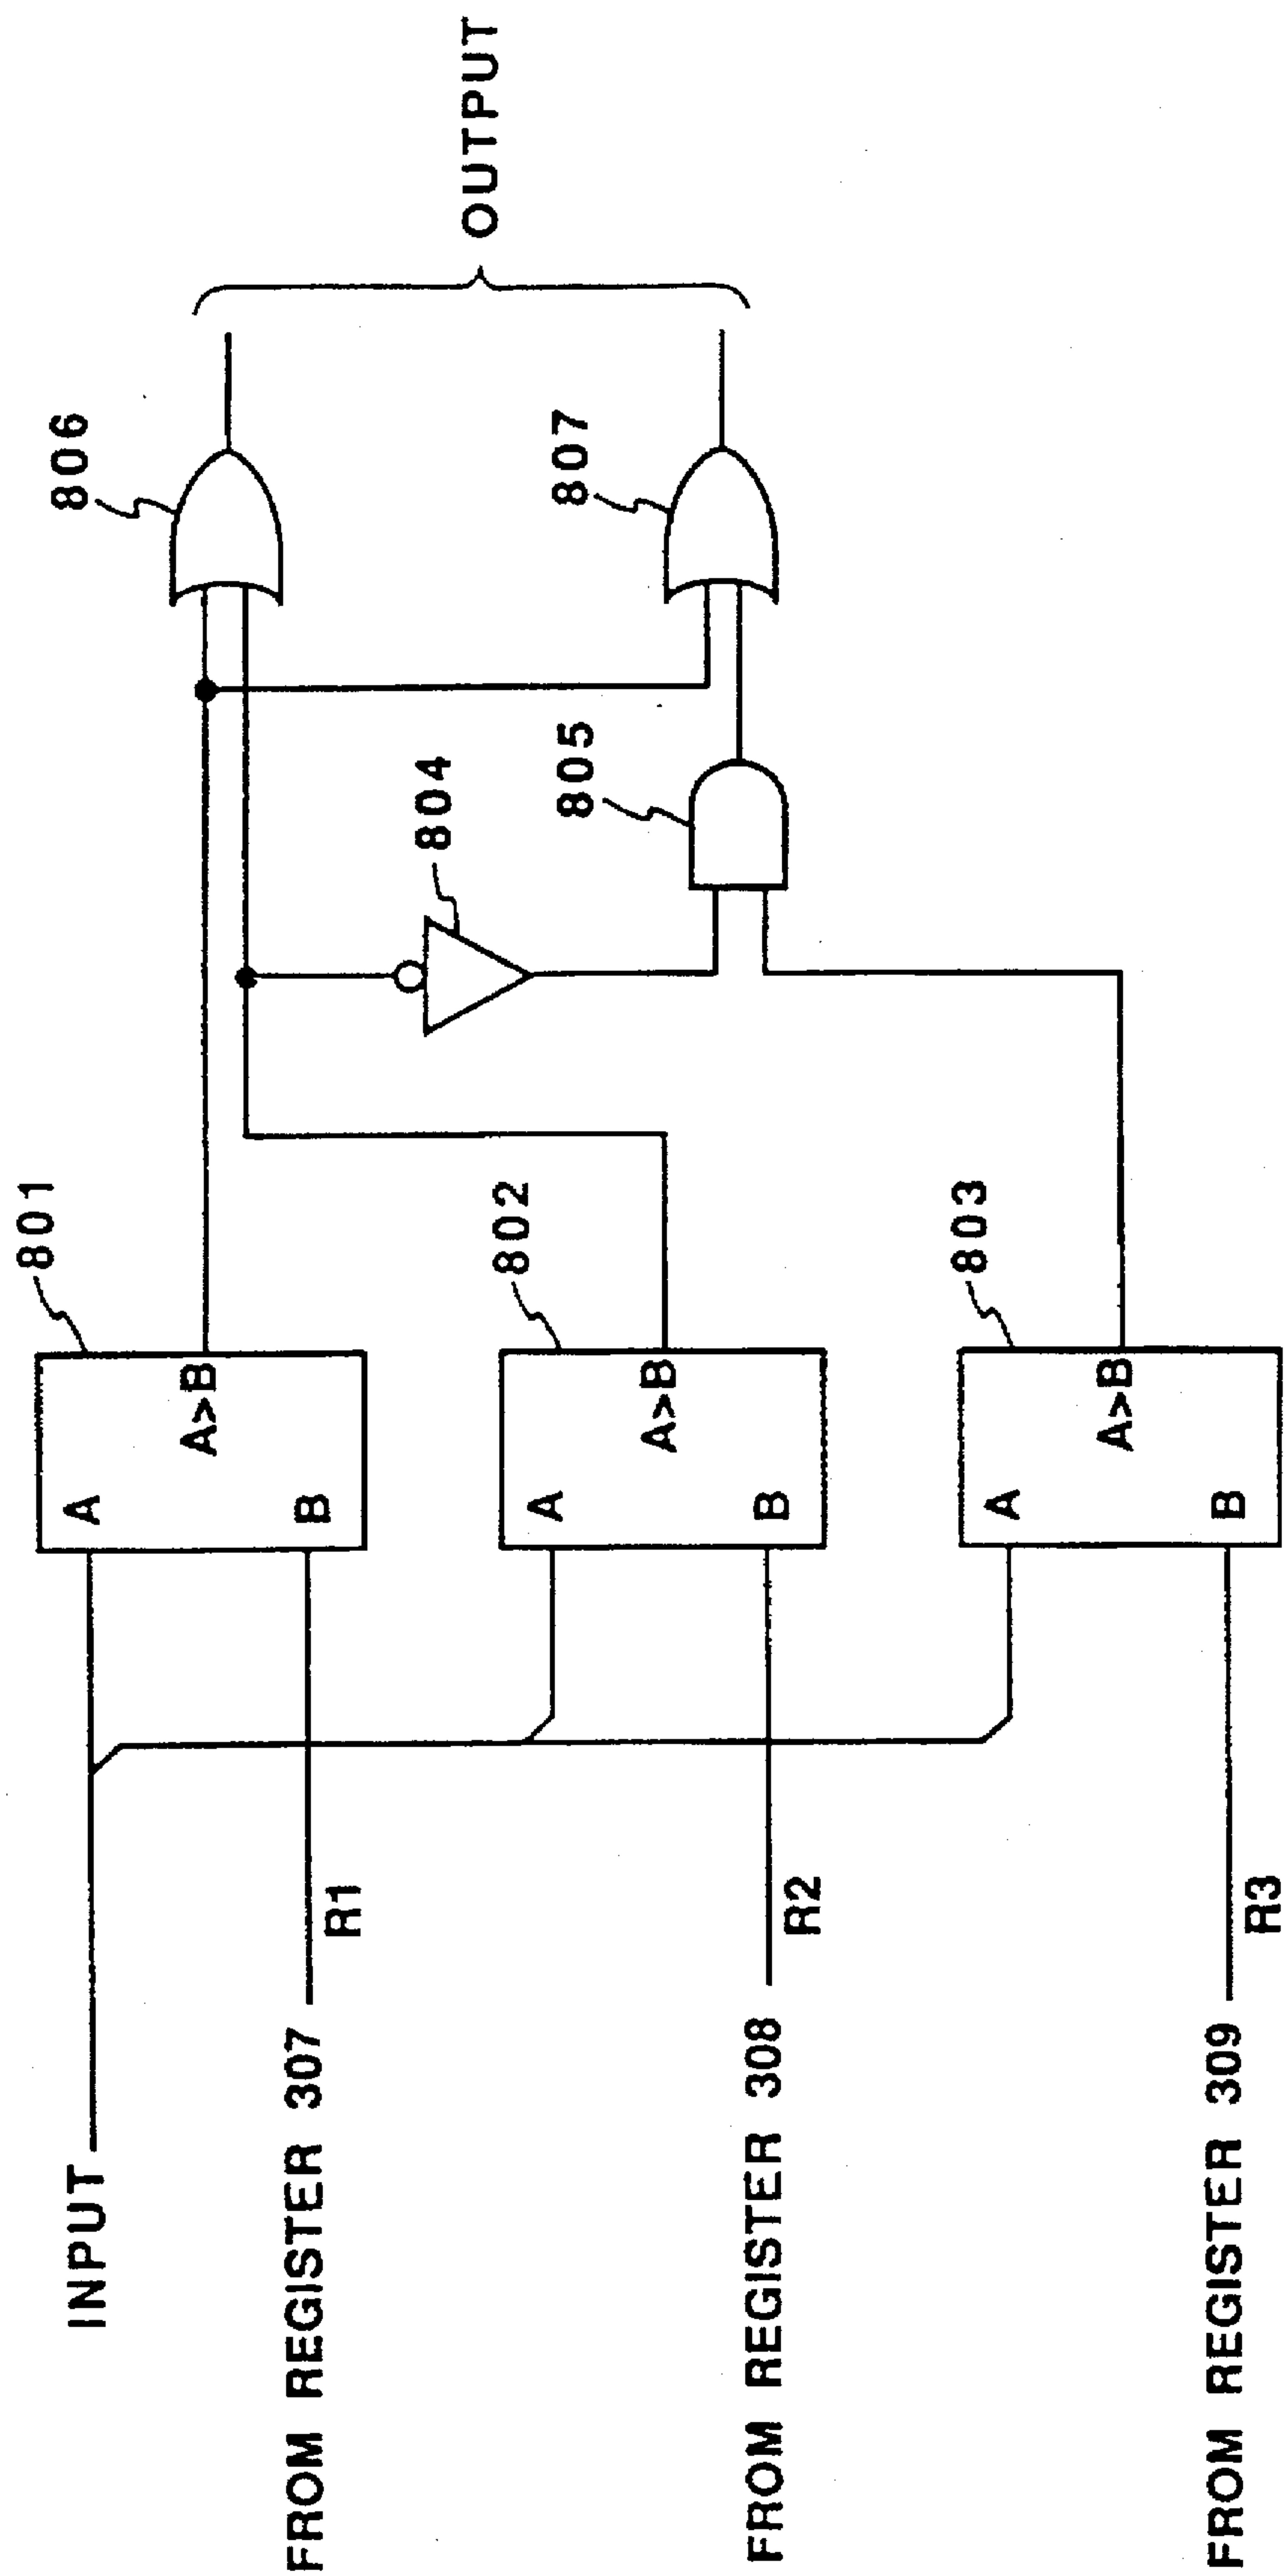 INPUT
FROM REGISTER 307
R1
FROM REGISTER 308
R2
FROM REGISTER 309
R3
801
A
B
A>B
802
A
B
A>B
803
A
B
A>B
804
805
806
807
OUTPUT